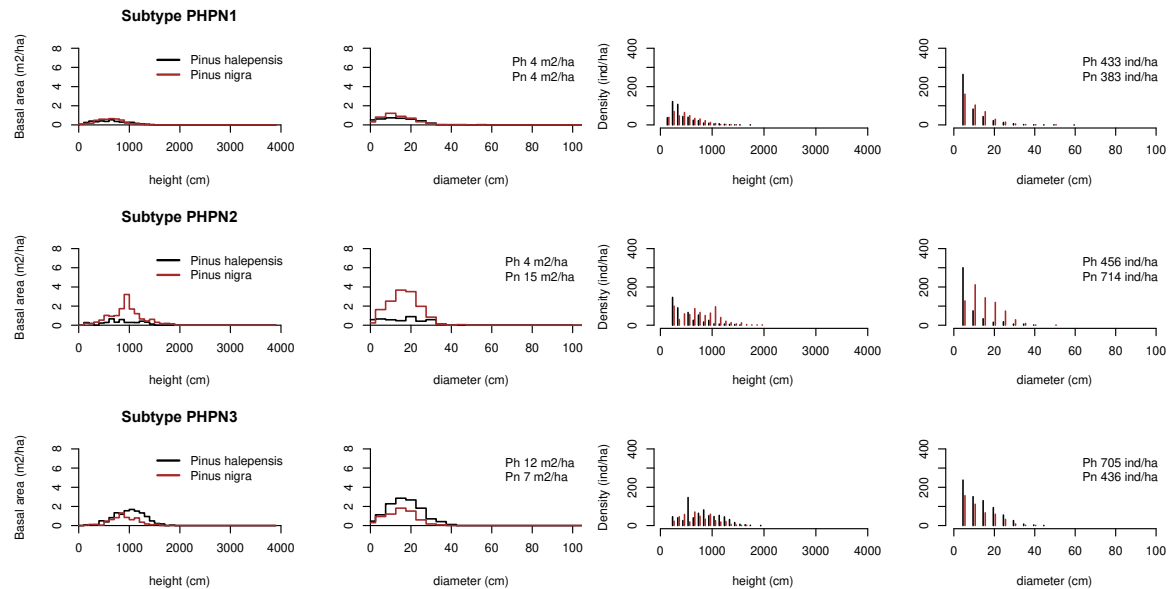 Subtype PHPN1
Basal area (m2/ha)
0 2 4 6 8
Pinus halepensis
Pinus nigra
0 1000 2000 3000 4000
height (cm)
0 2 4 6 8
Ph 4 m2/ha
Pn 4 m2/ha
0 20 40 60 80 100
diameter (cm)
Density (ind/ha)
0 200 400
0 1000 2000 3000 4000
height (cm)
0 200 400
Ph 433 ind/ha
Pn 383 ind/ha
0 20 40 60 80 100
diameter (cm)
Subtype PHPN2
Basal area (m2/ha)
0 2 4 6 8
Pinus halepensis
Pinus nigra
0 1000 2000 3000 4000
height (cm)
0 2 4 6 8
Ph 4 m2/ha
Pn 15 m2/ha
0 20 40 60 80 100
diameter (cm)
Density (ind/ha)
0 200 400
0 1000 2000 3000 4000
height (cm)
0 200 400
Ph 456 ind/ha
Pn 714 ind/ha
0 20 40 60 80 100
diameter (cm)
Subtype PHPN3
Basal area (m2/ha)
0 2 4 6 8
Pinus halepensis
Pinus nigra
0 1000 2000 3000 4000
height (cm)
0 2 4 6 8
Ph 12 m2/ha
Pn 7 m2/ha
0 20 40 60 80 100
diameter (cm)
Density (ind/ha)
0 200 400
0 1000 2000 3000 4000
height (cm)
0 200 400
Ph 705 ind/ha
Pn 436 ind/ha
0 20 40 60 80 100
diameter (cm)